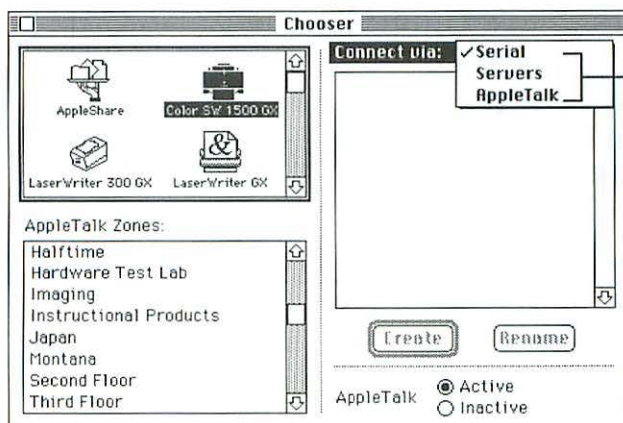 Chooser
AppleShare
Color SW 1500 GX
LaserWriter 300 GX
LaserWriter GX
AppleTalk Zones:
Halftime
Hardware Test Lab
Imaging
Instructional Products
Japan
Montana
Second Floor
Third Floor
Connect via:
✓Serial
Servers
AppleTalk
Create
Rename
AppleTalk
Active
Inactive